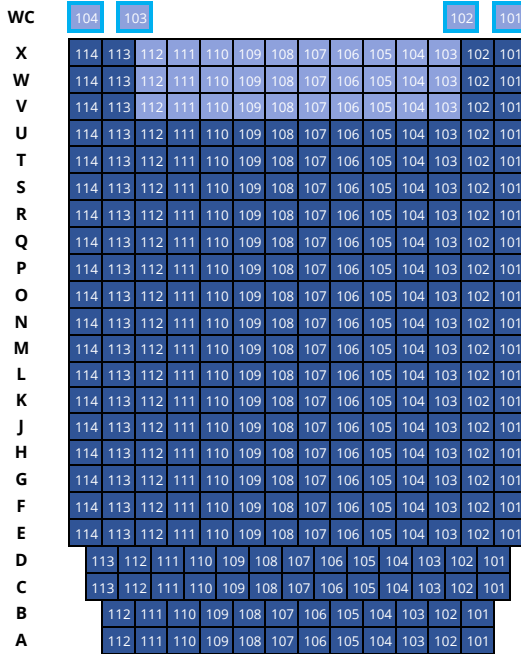 WC 104 103 102 101
X 114 113 112 111 110 109 108 107 106 105 104 103 102 101
W 114 113 112 111 110 109 108 107 106 105 104 103 102 101
V 114 113 112 111 110 109 108 107 106 105 104 103 102 101
U 114 113 112 111 110 109 108 107 106 105 104 103 102 101
T 114 113 112 111 110 109 108 107 106 105 104 103 102 101
S 114 113 112 111 110 109 108 107 106 105 104 103 102 101
R 114 113 112 111 110 109 108 107 106 105 104 103 102 101
Q 114 113 112 111 110 109 108 107 106 105 104 103 102 101
P 114 113 112 111 110 109 108 107 106 105 104 103 102 101
O 114 113 112 111 110 109 108 107 106 105 104 103 102 101
N 114 113 112 111 110 109 108 107 106 105 104 103 102 101
M 114 113 112 111 110 109 108 107 106 105 104 103 102 101
L 114 113 112 111 110 109 108 107 106 105 104 103 102 101
K 114 113 112 111 110 109 108 107 106 105 104 103 102 101
J 114 113 112 111 110 109 108 107 106 105 104 103 102 101
H 114 113 112 111 110 109 108 107 106 105 104 103 102 101
G 114 113 112 111 110 109 108 107 106 105 104 103 102 101
F 114 113 112 111 110 109 108 107 106 105 104 103 102 101
E 114 113 112 111 110 109 108 107 106 105 104 103 102 101
D 113 112 111 110 109 108 107 106 105 104 103 102 101
C 113 112 111 110 109 108 107 106 105 104 103 102 101
B 112 111 110 109 108 107 106 105 104 103 102 101
A 112 111 110 109 108 107 106 105 104 103 102 101